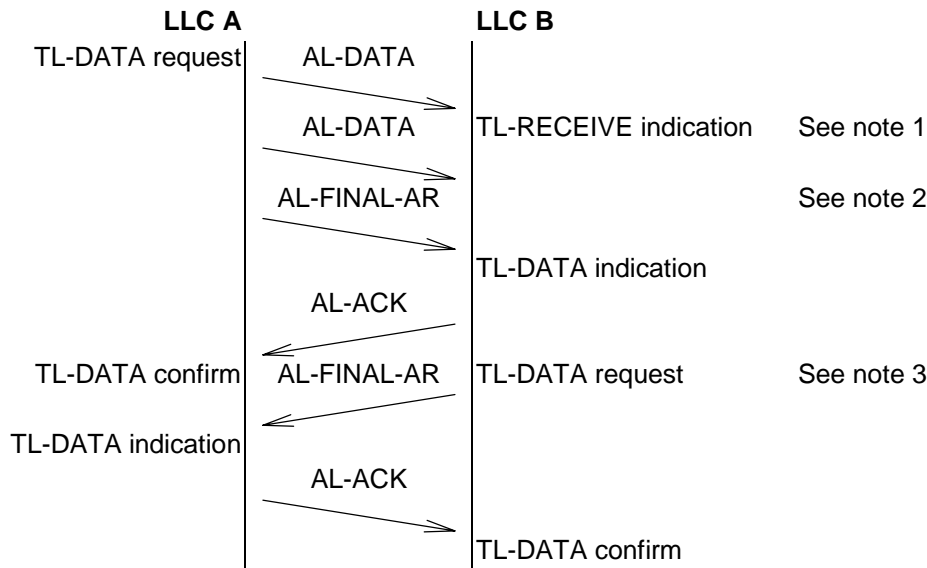 LLC A LLC B
TL-DATA request AL-DATA
AL-DATA TL-RECEIVE indication See note 1
AL-FINAL-AR See note 2
TL-DATA indication
AL-ACK
TL-DATA confirm AL-FINAL-AR TL-DATA request See note 3
TL-DATA indication
AL-ACK
TL-DATA confirm